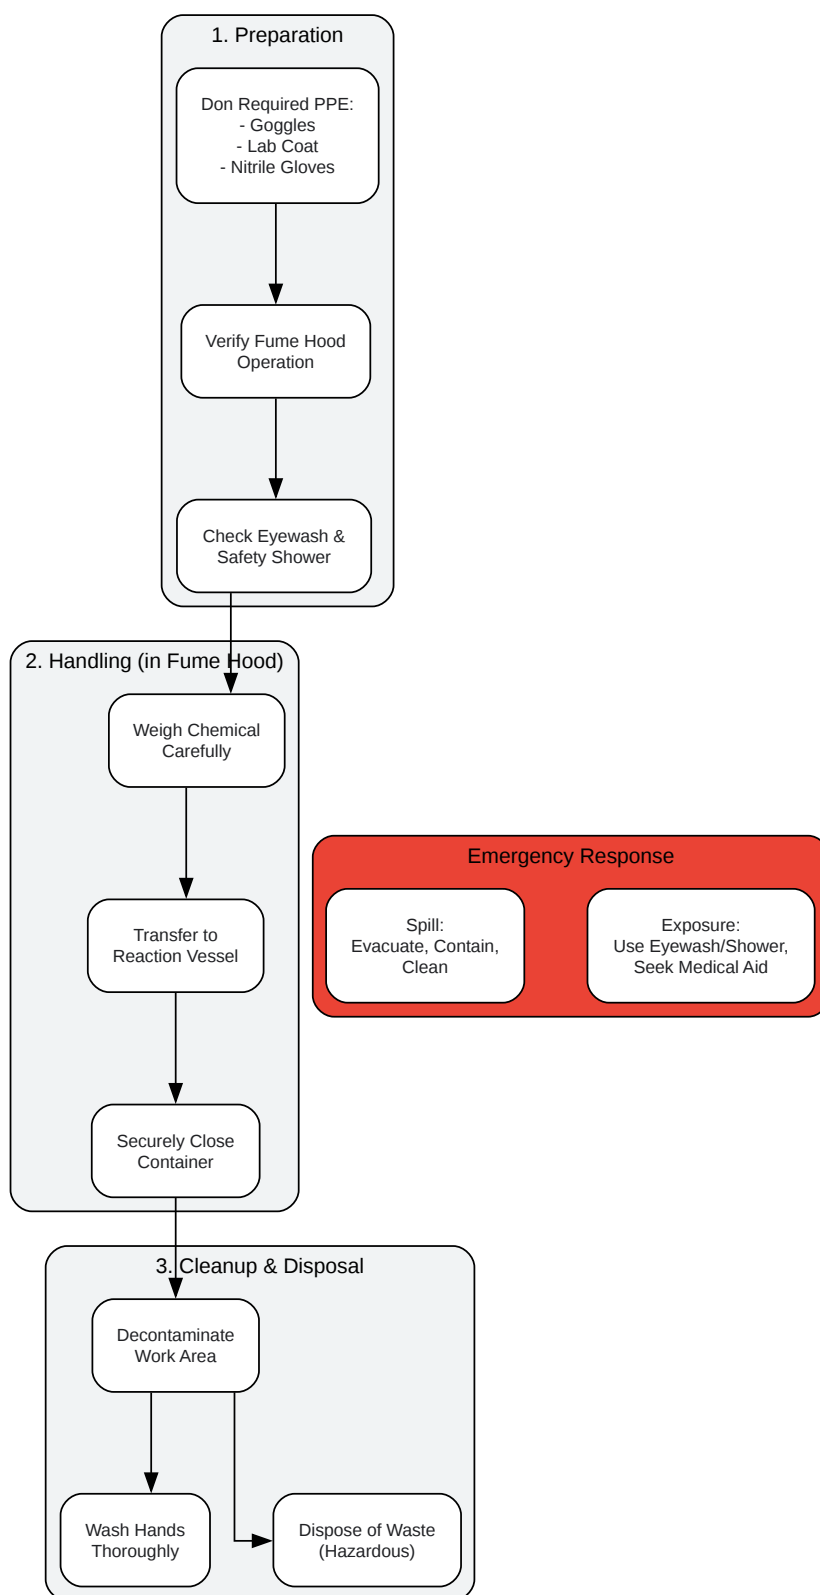 1. Preparation
Don Required PPE:
- Goggles
- Lab Coat
- Nitrile Gloves
Verify Fume Hood
Operation
Check Eyewash &
Safety Shower
2. Handling (in Fume Hood)
Weigh Chemical
Carefully
Transfer to
Reaction Vessel
Securely Close
Container
Emergency Response
Spill:
Evacuate, Contain,
Clean
Exposure:
Use Eyewash/Shower,
Seek Medical Aid
3. Cleanup & Disposal
Decontaminate
Work Area
Wash Hands
Thoroughly
Dispose of Waste
(Hazardous)